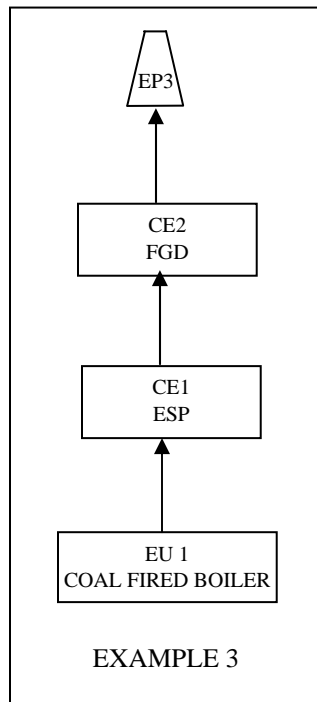 EP3
CE2
FGD
CE1
ESP
EU 1
COAL FIRED BOILER
EXAMPLE 3